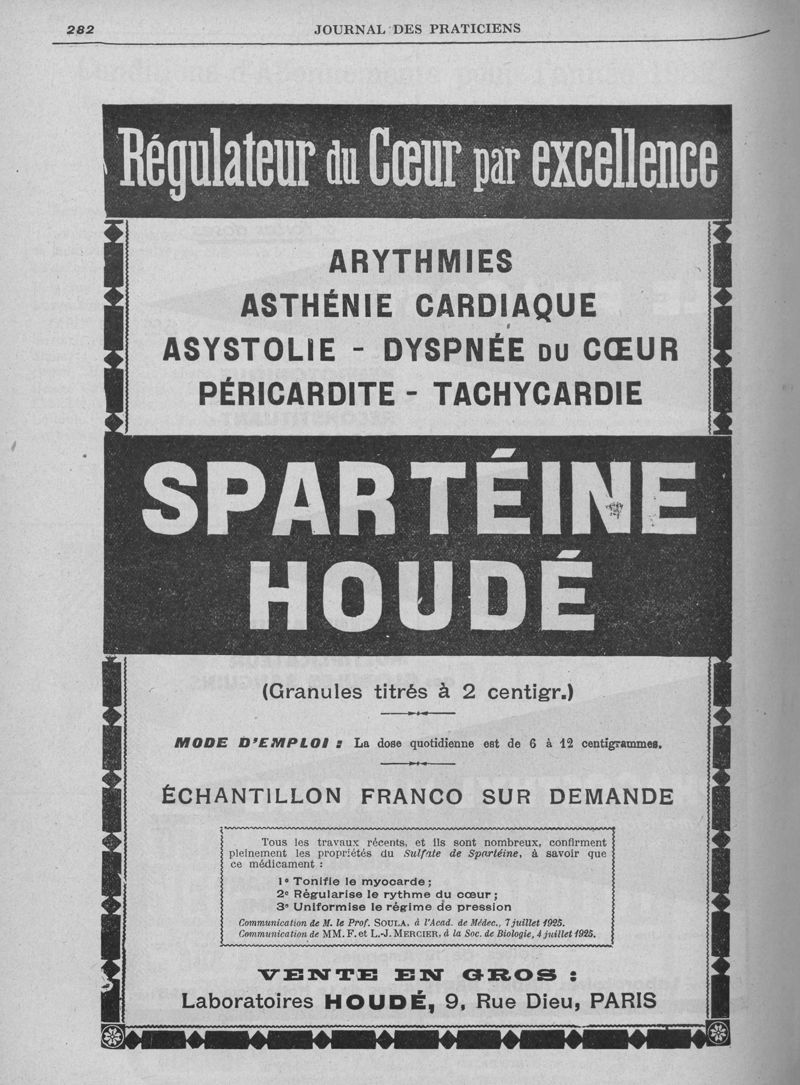 282
JOURNAL DES PRATICIENS
Régulateur du Cœur par excellence
ARYTHMIES
ASTHÉNIE CARDIAQUE
ASYSTOLIE - DYSPNÉE DU CŒUR
PÉRICARDITE - TACHYCARDIE
SPARTÉINE
HOUDÉ
(Granules titrés à 2 centigr.)
MODE D'EMPLOI : La dose quotidienne est de 6 à 12 centigrammes.
ÉCHANTILLON FRANCO SUR DEMANDE
Tous les travaux récents, et ils sont nombreux, confirment
pleinement les propriétés du Sulfate de Spartéine, à savoir que
ce médicament :
1° Tonifie le myocarde ;
2° Régularise le rythme du cœur ;
3° Uniformise le régime de pression
Communication de M. le Prof. SOULA, à l'Acad. de Médec., 7 juillet 1925.
Communication de MM. F. et L.-J. MERCIER, à la Soc. de Biologie, 4 juillet 1925.
VENTE EN GROS :
Laboratoires HOUDÉ, 9, Rue Dieu, PARIS